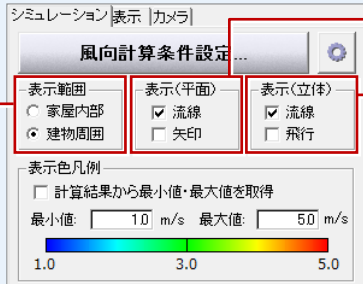 シミュレーション 表示 カメラ
風向計算条件設定...
表示範囲 表示(平面) 表示(立体)
家屋内部 流線 流線
建物周囲 矢印 飛行
表示色凡例
計算結果から最小値・最大値を取得
最小値: 1.0 m/s 最大値: 5.0 m/s
1.0 3.0 5.0